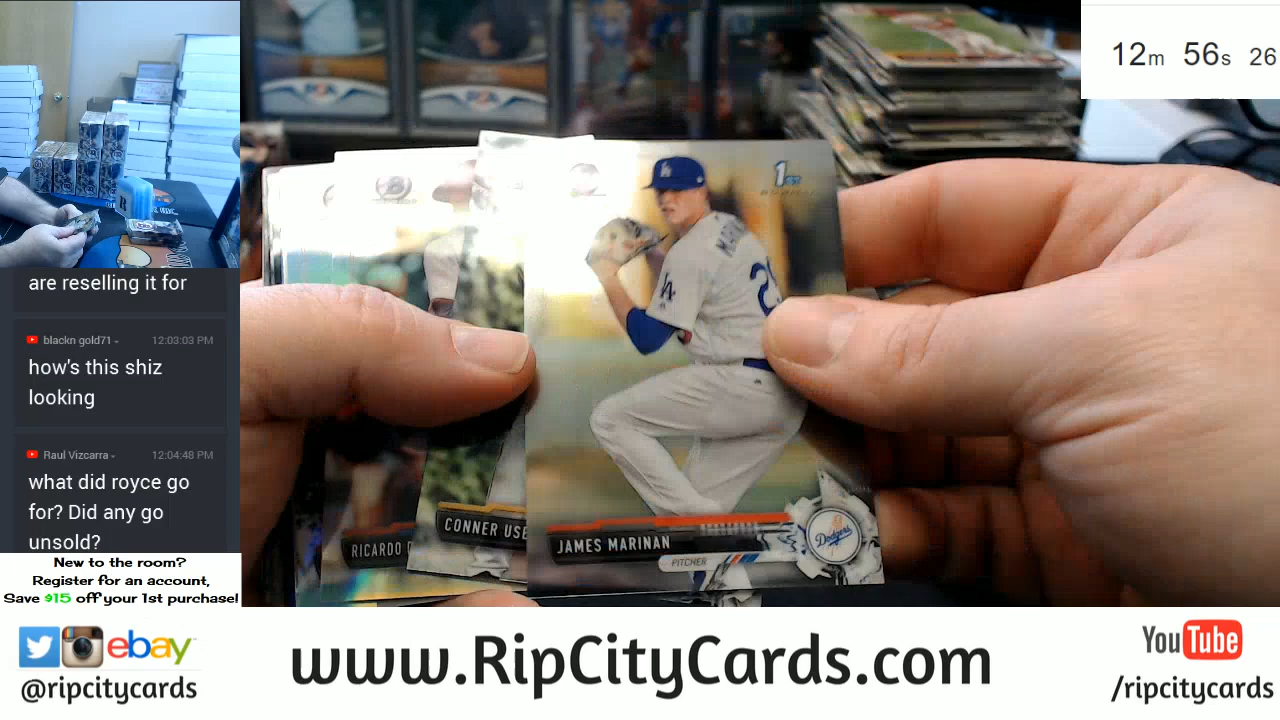 12m 56s 26
are reselling it for
blackn gold71 12:03:03 PM
how's this shiz
looking
Raul Vizcarra 12:04:48 PM
what did royce go
for? Did any go
unsold?
New to the room?
Register for an account,
Save $15 off your 1st purchase!
1ST
MARIN
LA
LA
2
RICARDO
CONNER USE
JAMES MARINAN
PITCHER
Dodgers
ebay
@ripcitycards
www.RipCityCards.com
YouTube
/ripcitycards